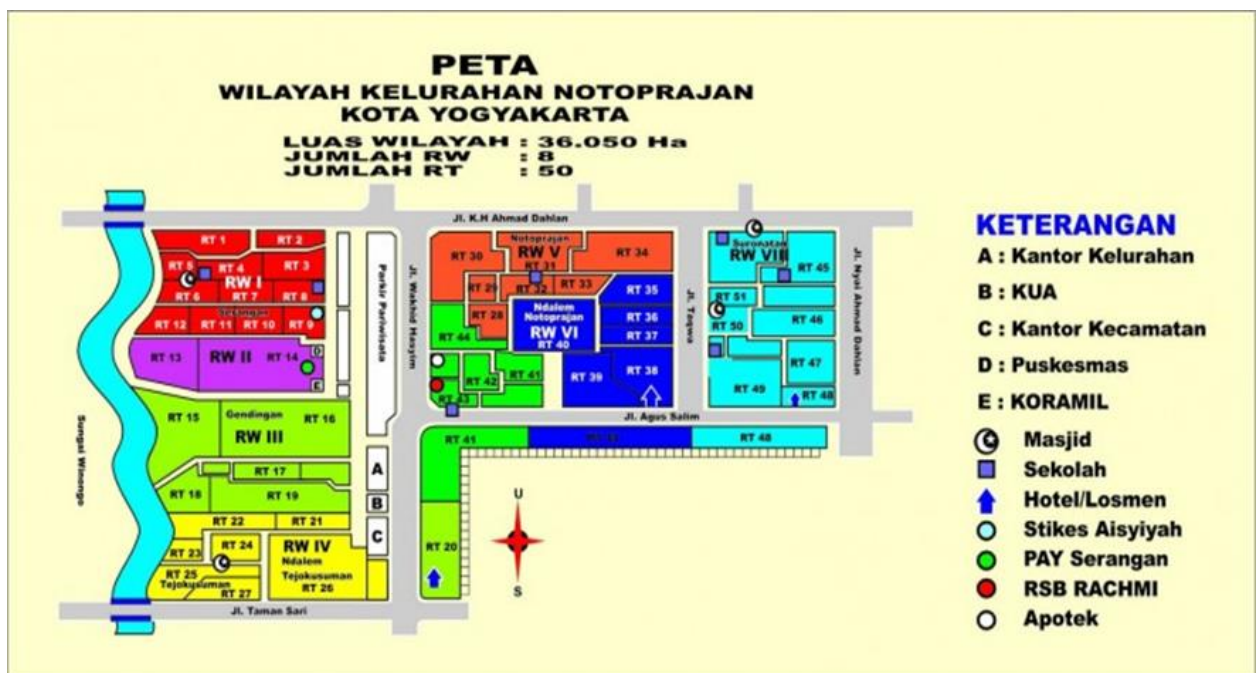 PETA
WILAYAH KELURAHAN NOTOPRAJAN
KOTA YOGYAKARTA
LUAS WILAYAH : 36.050 Ha
JUMLAH RW : 8
JUMLAH RT : 50
Jl. K.H Ahmad Dahlan
RT 1
RT 2
RT 5
RT 4
RT 3
RW I
RT 6
RT 7
RT 8
Serangan
RT 12
RT 11
RT 10
RT 9
RT 13
RW II
RT 14
D
E
RT 15
Gendingan
RT 16
RW III
RT 17
RT 18
RT 19
RT 22
RT 21
RT 23
RT 24
RW IV
Ndalem
Tejokusuman
RT 26
RT 25
Tejokusuman
RT 27
Sungai Winongo
Parkir Pariwisata
A
B
C
Jl. Wakhid Hasyim
RT 30
Notoprajan
RW V
RT 31
RT 34
RT 29
RT 32
RT 33
RT 28
RT 35
Ndalem
Notoprajan
RW VI
RT 40
RT 36
RT 37
RT 44
RT 42
RT 41
RT 43
RT 39
RT 38
Jl. Taqwa
Suronatan
RW VIII
RT 45
RT 51
RT 50
RT 46
RT 47
RT 49
RT 48
Jl. Nyai Ahmad Dahlan
Jl. Agus Salim
RT 41
RT 48
RT 20
U
S
Jl. Taman Sari
KETERANGAN
A : Kantor Kelurahan
B : KUA
C : Kantor Kecamatan
D : Puskesmas
E : KORAMIL
Masjid
Sekolah
Hotel/Losmen
Stikes Aisyiyah
PAY Serangan
RSB RACHMI
Apotek